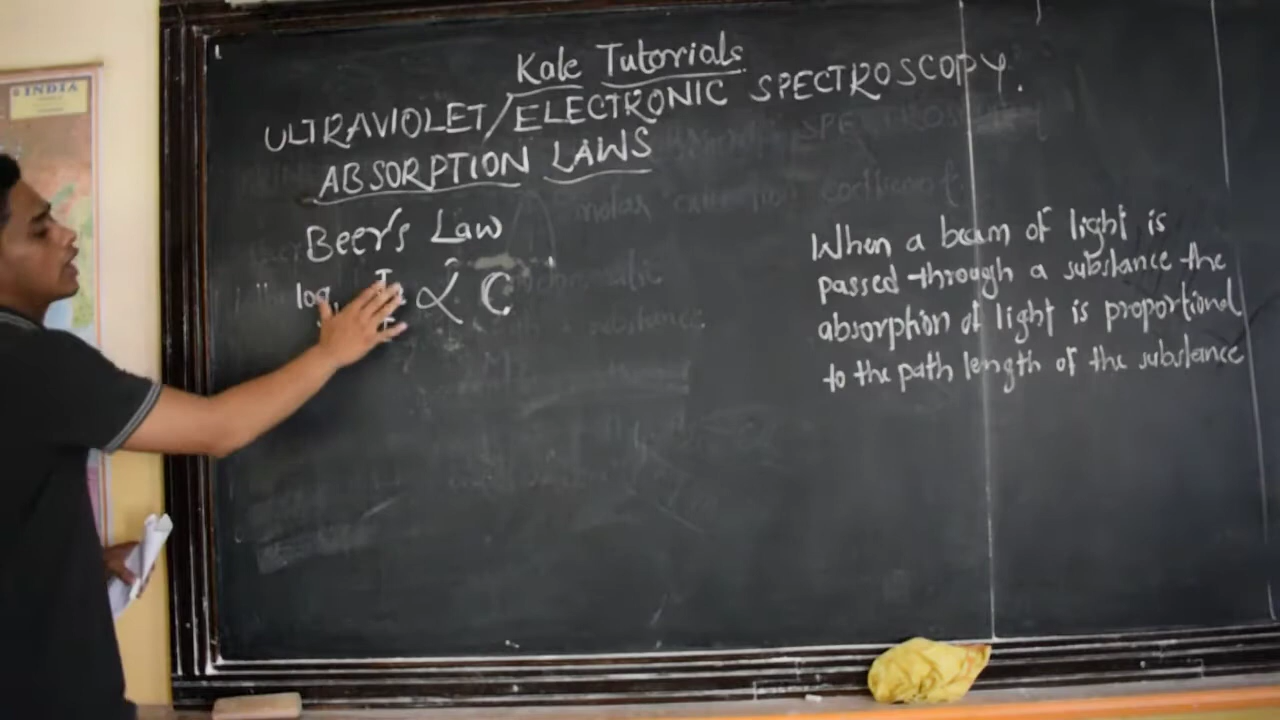 INDIA
Kale Tutorials
ULTRAVIOLET/ELECTRONIC SPECTROSCOPY.
ABSORPTION LAWS
Beer's Law
log I ∝ C
When a beam of light is
passed through a substance the
absorption of light is proportional
to the path length of the substance